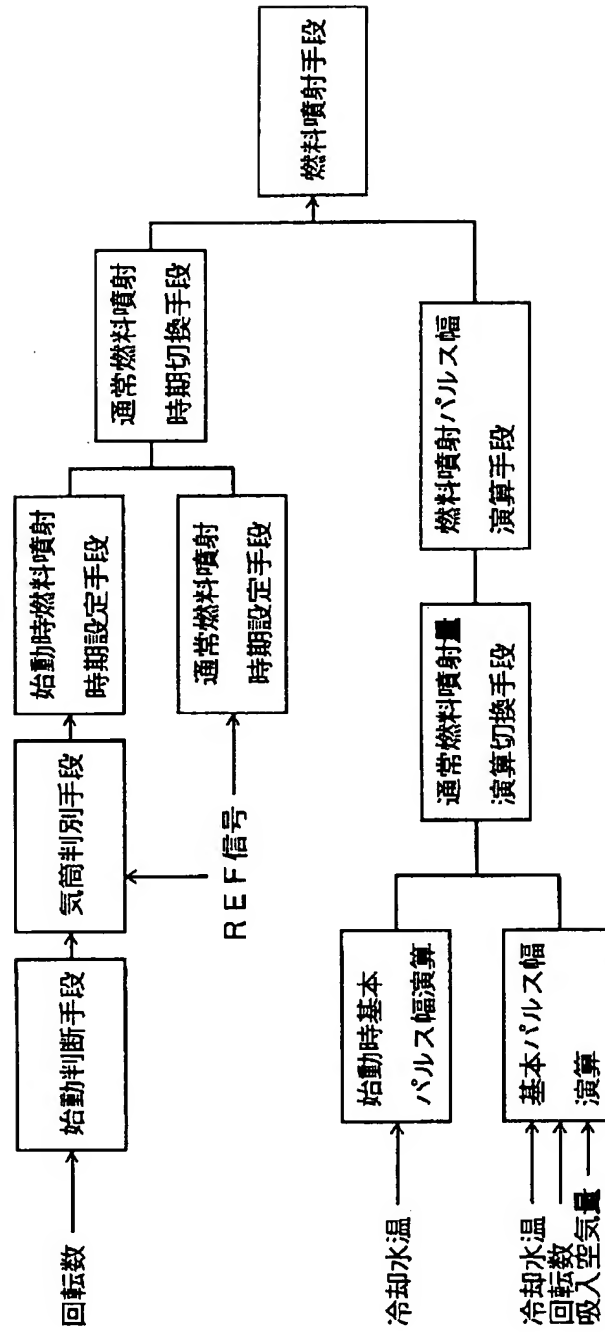 回転数
始動判断手段
気筒判別手段
始動時燃料噴射
時期設定手段
REF信号
通常燃料噴射
時期設定手段
通常燃料噴射
時期切換手段
燃料噴射手段
冷却水温
始動時基本
パルス幅演算
冷却水温
回転数
吸入空気量
基本パルス幅
演算
通常燃料噴射量
演算切換手段
燃料噴射パルス幅
演算手段